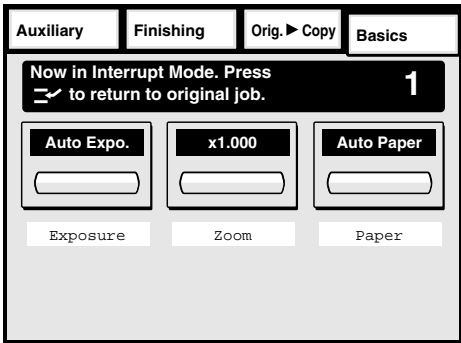 Auxiliary Finishing Orig. ▶ Copy Basics
Now in Interrupt Mode. Press 1
to return to original job.
Auto Expo. x1.000 Auto Paper
Exposure Zoom Paper